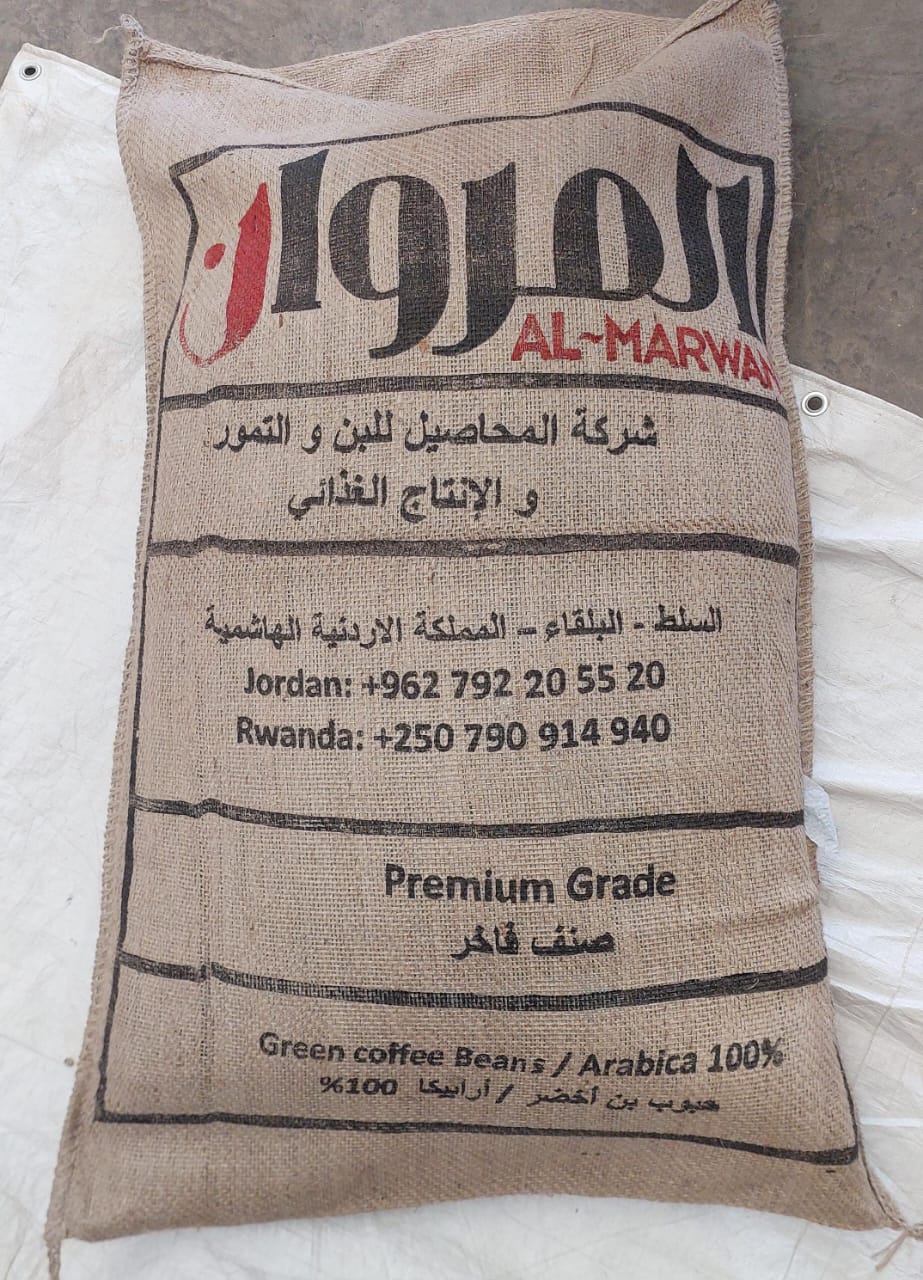 المروان
AL~MARWAN
شركة المحاصيل للبن و التمور
و الإنتاج الغذائي
السلط - البلقاء – المملكة الاردنية الهاشمية
Jordan: +962 792 20 55 20
Rwanda: +250 790 914 940
Premium Grade
صنف فاخر
Green coffee Beans / Arabica 100%
حبوب بن أخضر / أرابيكا 100%